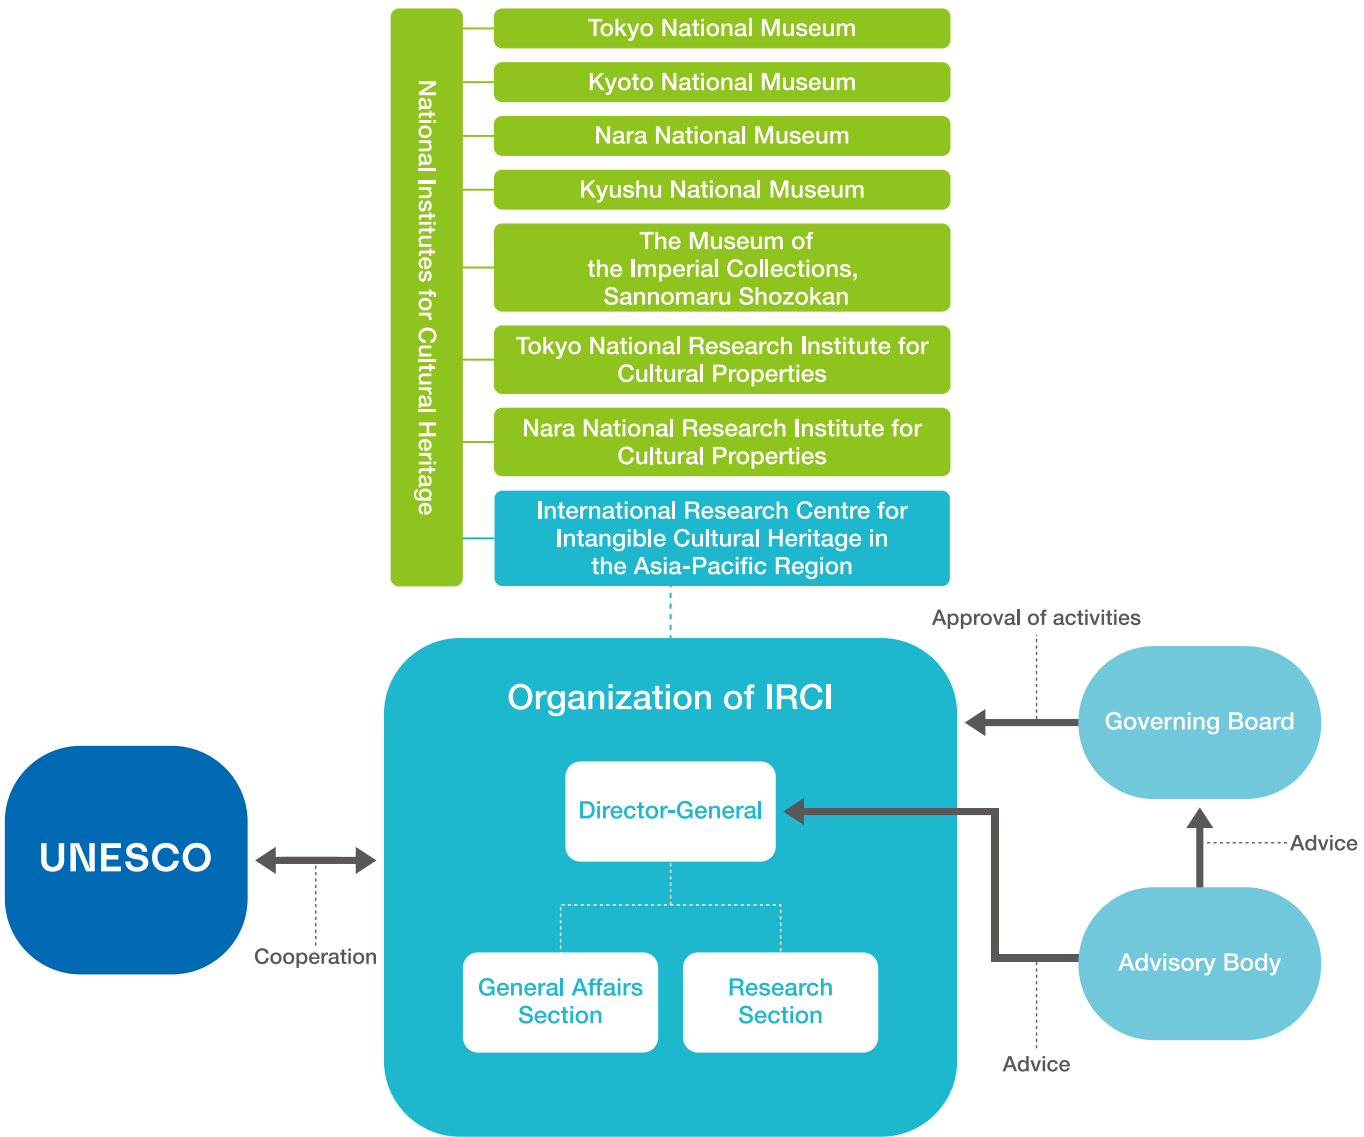 National Institutes for Cultural Heritage
Tokyo National Museum
Kyoto National Museum
Nara National Museum
Kyushu National Museum
The Museum of
the Imperial Collections,
Sannomaru Shozokan
Tokyo National Research Institute for
Cultural Properties
Nara National Research Institute for
Cultural Properties
International Research Centre for
Intangible Cultural Heritage in
the Asia-Pacific Region
Approval of activities
Organization of IRCI
Governing Board
Director-General
UNESCO
Advice
Cooperation
Advisory Body
General Affairs
Section
Research
Section
Advice